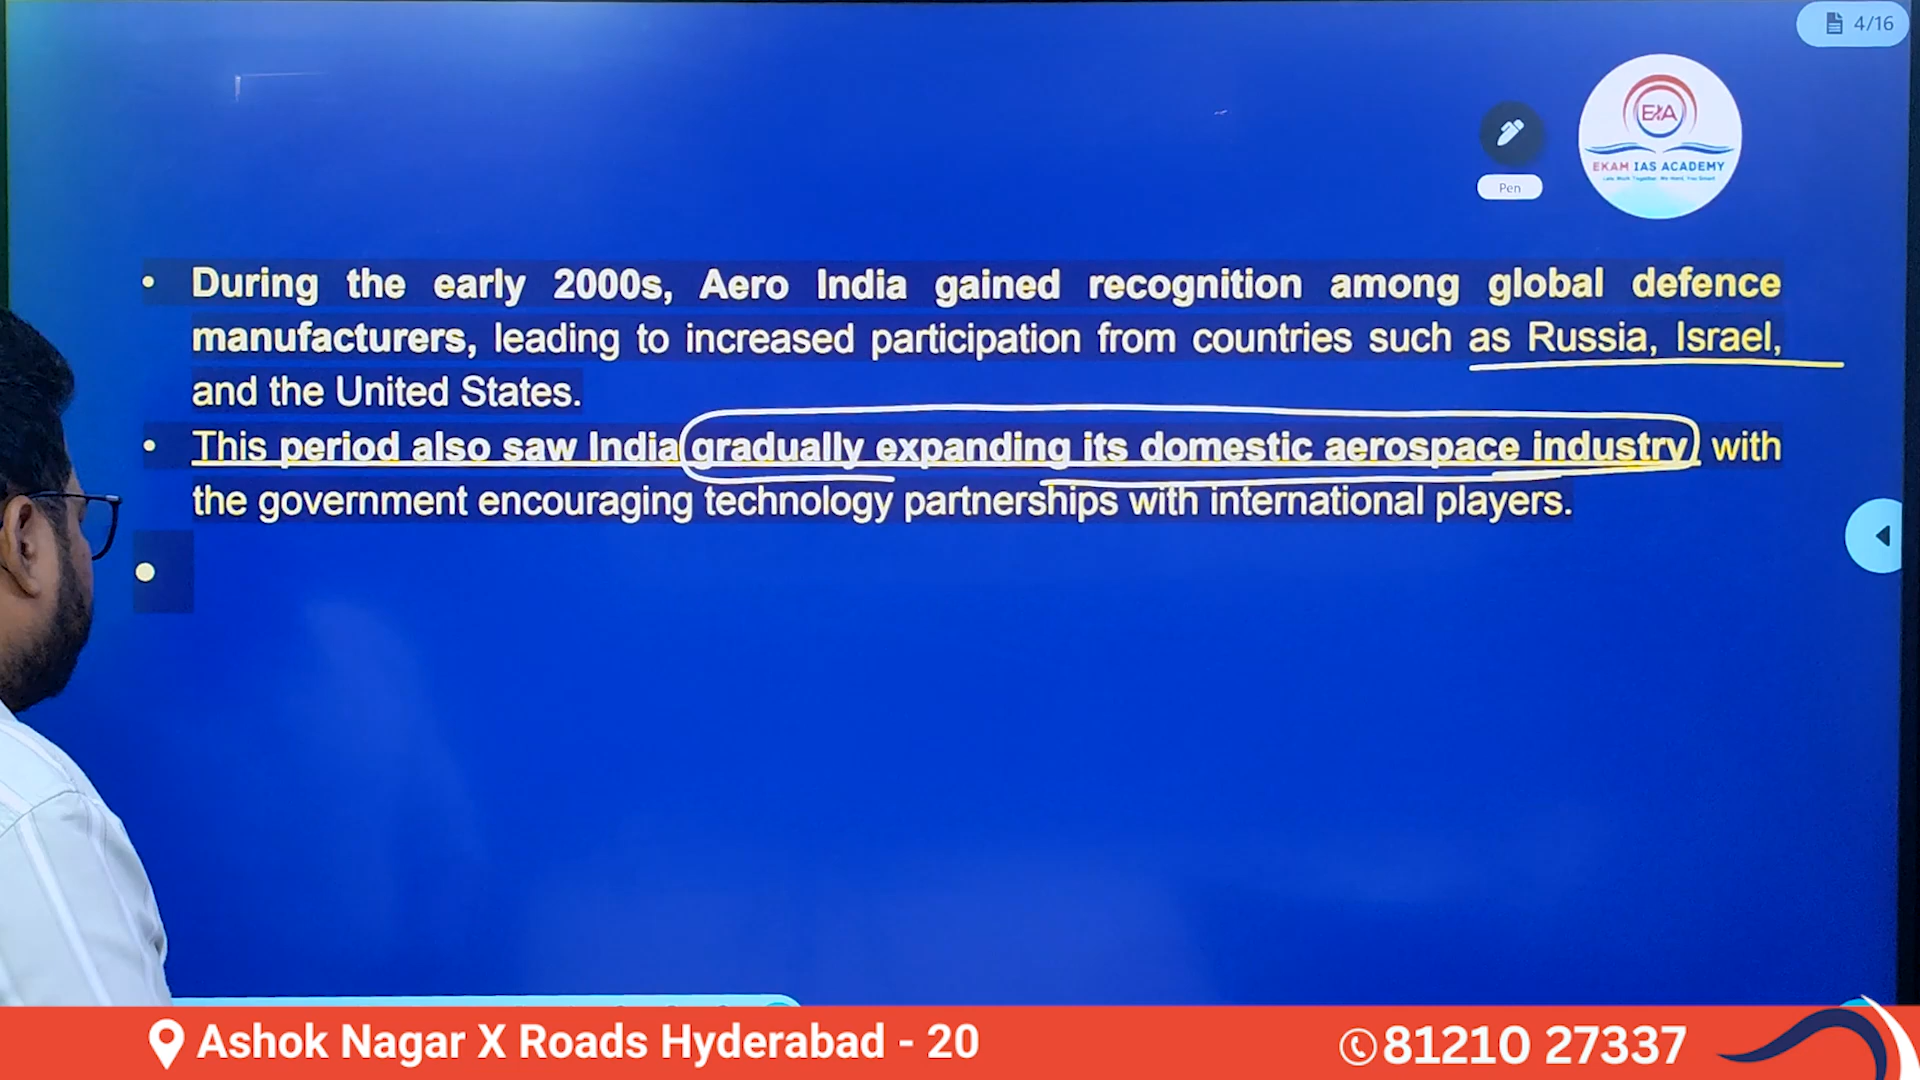 4/16
E&A
EKAM IAS ACADEMY
Pen
• During the early 2000s, Aero India gained recognition among global defence
manufacturers, leading to increased participation from countries such as Russia, Israel,
and the United States.
• This period also saw India gradually expanding its domestic aerospace industry with
the government encouraging technology partnerships with international players.
•
Ashok Nagar X Roads Hyderabad - 20
81210 27337